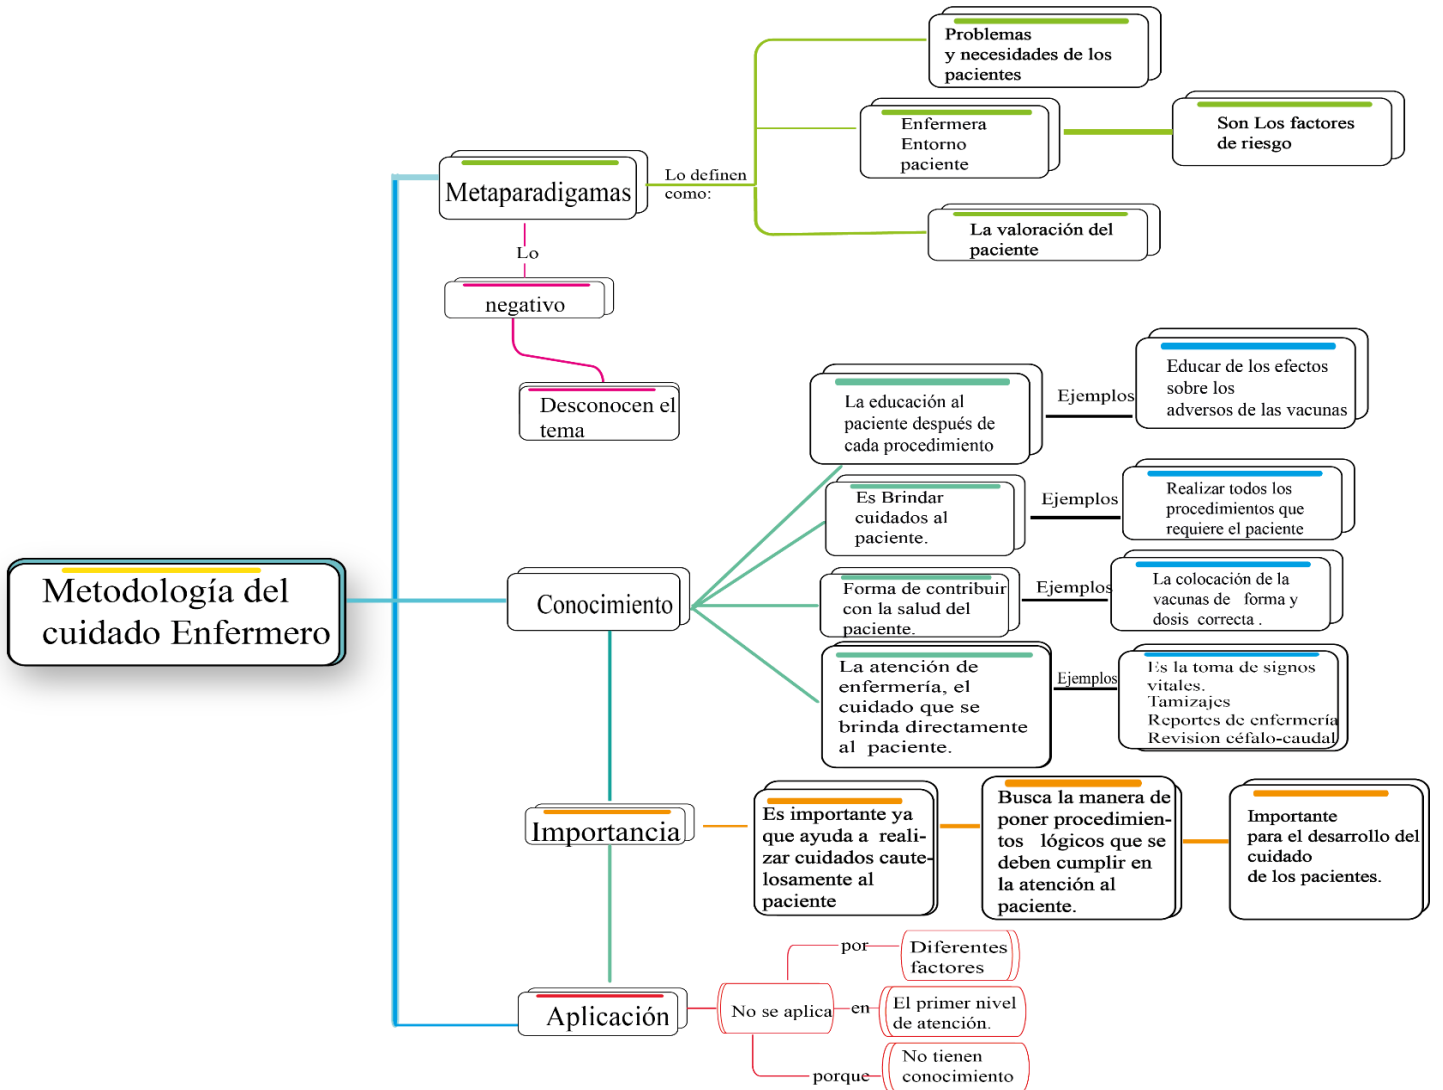 Problemas
y necesidades de los
pacientes
Enfermera
Entorno
paciente
Son Los factores
de riesgo
Metaparadigamas
Lo definen
como:
La valoración del
paciente
Lo
negativo
Desconocen el
tema
La educación al
paciente después de
cada procedimiento
Ejemplos
Educar de los efectos
sobre los
adversos de las vacunas
Es Brindar
cuidados al
paciente.
Ejemplos
Realizar todos los
procedimientos que
requiere el paciente
Metodología del
cuidado Enfermero
Conocimiento
Forma de contribuir
con la salud del
paciente.
Ejemplos
La colocación de la
vacunas de forma y
dosis correcta .
La atención de
enfermería, el
cuidado que se
brinda directamente
al paciente.
Ejemplos
Es la toma de signos
vitales.
Tamizajes
Reportes de enfermería
Revision céfalo-caudal
Importancia
Es importante ya
que ayuda a reali-
zar cuidados caute-
losamente al
paciente
Busca la manera de
poner procedimien-
tos lógicos que se
deben cumplir en
la atención al
paciente.
Importante
para el desarrollo del
cuidado
de los pacientes.
Aplicación
No se aplica
por
Diferentes
factores
en
El primer nivel
de atención.
porque
No tienen
conocimiento